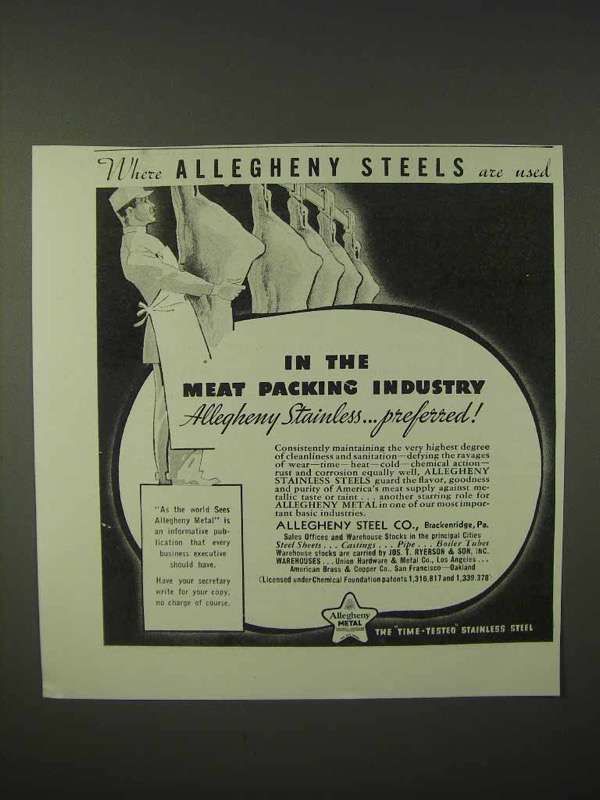 Where ALLEGHENY STEELS are used
IN THE
MEAT PACKING INDUSTRY
Allegheny Stainless...preferred!
Consistently maintaining the very highest degree
of cleanliness and sanitation—defying the ravages
of wear—time—heat—cold—chemical action—
rust and corrosion equally well, ALLEGHENY
STAINLESS STEELS guard the flavor, goodness
and purity of America's meat supply against me-
tallic taste or taint . . . another starring role for
ALLEGHENY METAL in one of our most impor-
tant basic industries.
ALLEGHENY STEEL CO., Brackenridge, Pa.
Sales Offices and Warehouse Stocks in the principal Cities
Steel Sheets . . . Castings . . . Pipe . . . Boiler Tubes
Warehouse stocks are carried by JOS. T. RYERSON & SON, INC.
WAREHOUSES . . . Union Hardware & Metal Co., Los Angeles . . .
American Brass & Copper Co., San Francisco—Oakland
(Licensed under Chemical Foundation patents 1,316,817 and 1,339,378)
"As the world Sees
Allegheny Metal" is
an informative pub-
lication that every
business executive
should have.
Have your secretary
write for your copy,
no charge of course.
Allegheny
METAL
THE "TIME-TESTED" STAINLESS STEEL